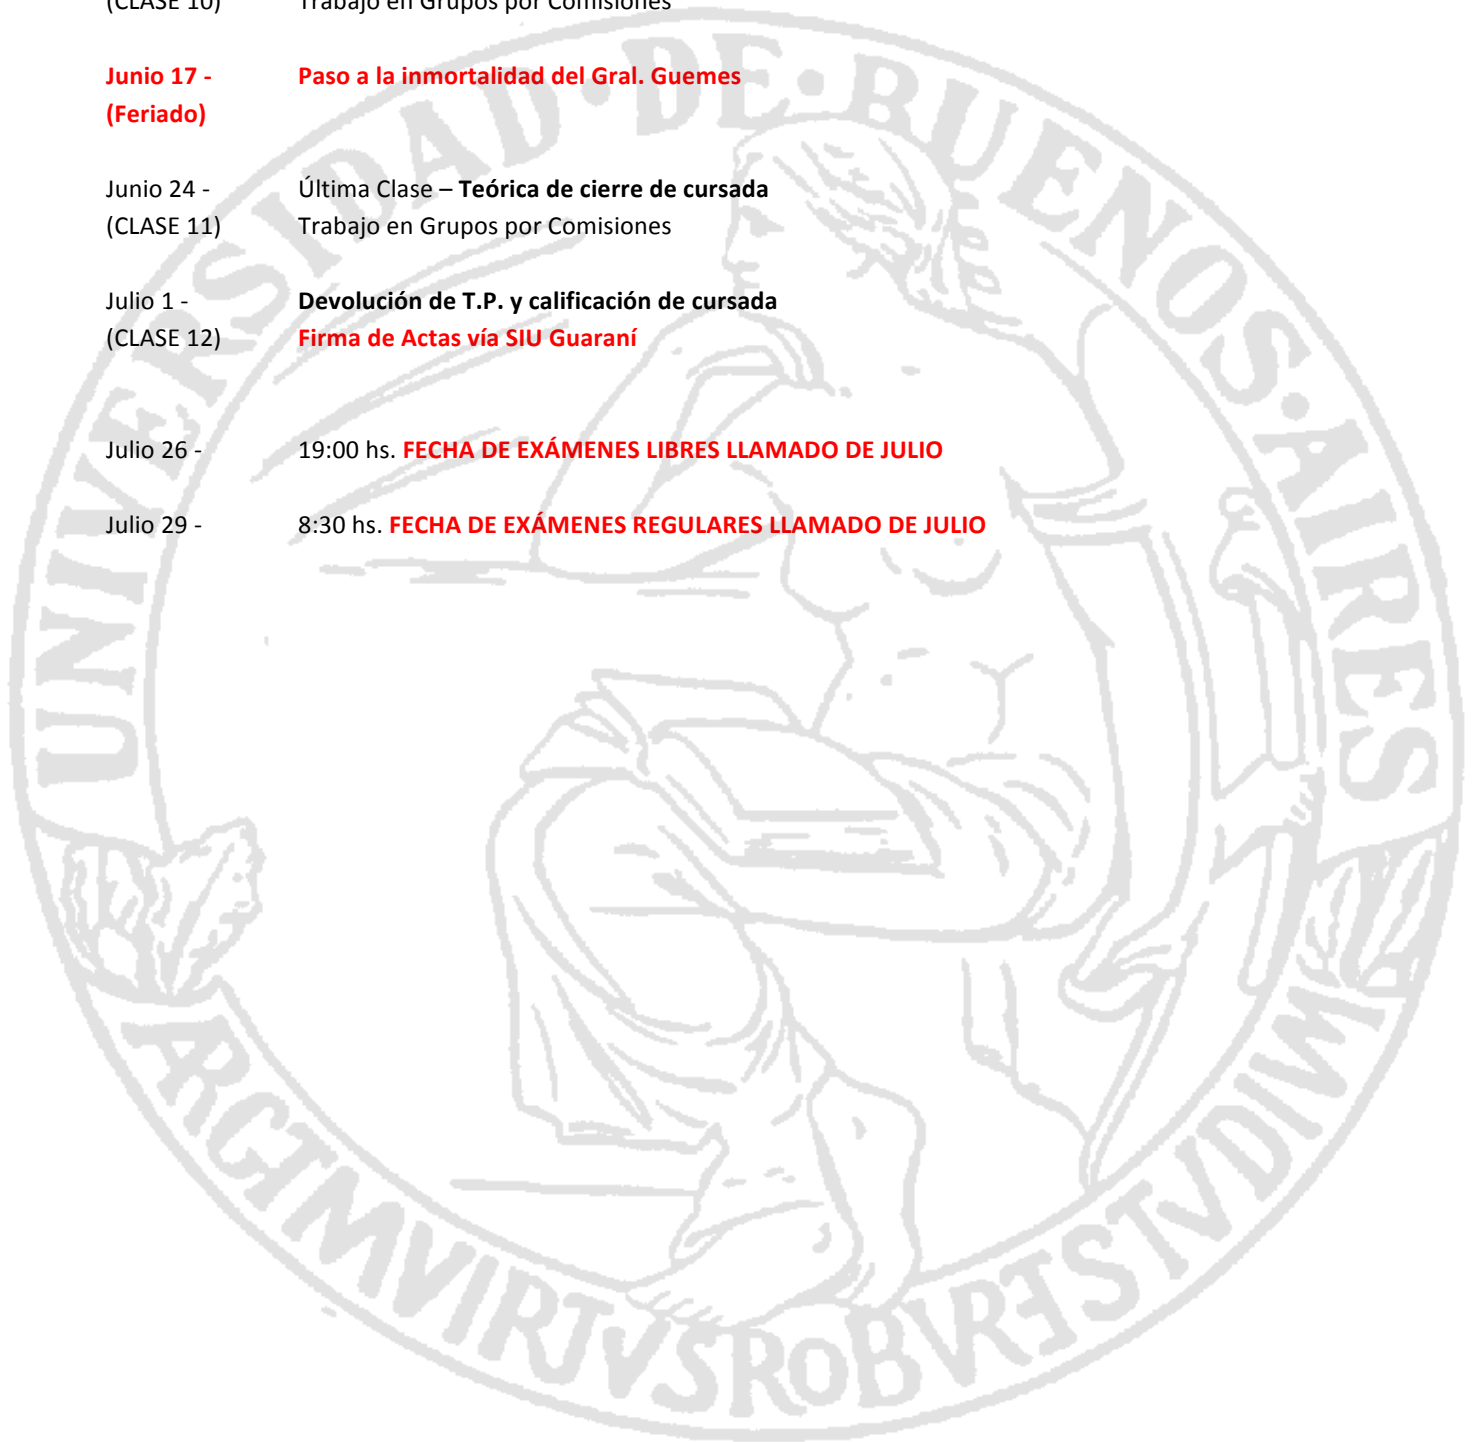 (CLASE 10) Trabajo en Grupos por Comisiones
Junio 17 - Paso a la inmortalidad del Gral. Guemes
(Feriado)
Junio 24 - Última Clase – Teórica de cierre de cursada
(CLASE 11) Trabajo en Grupos por Comisiones
Julio 1 - Devolución de T.P. y calificación de cursada
(CLASE 12) Firma de Actas vía SIU Guaraní
Julio 26 - 19:00 hs. FECHA DE EXÁMENES LIBRES LLAMADO DE JULIO
Julio 29 - 8:30 hs. FECHA DE EXÁMENES REGULARES LLAMADO DE JULIO
UNIVERSIDAD·DE·BUENOS·AIRES
ARGTMVIRTVSROBVRESTVDIVM